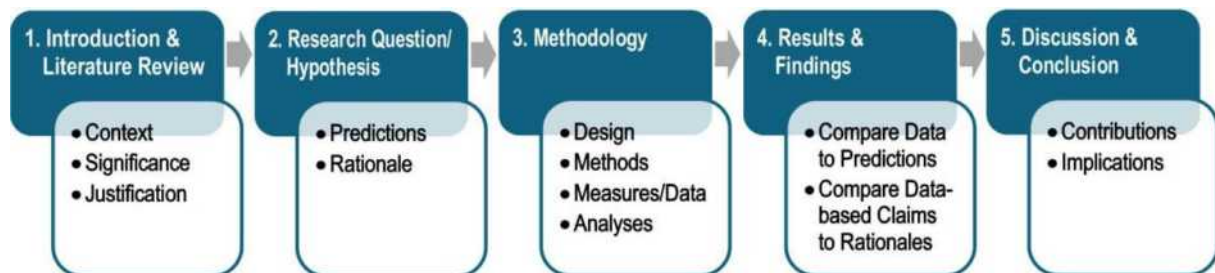 1. Introduction &
Literature Review
• Context
• Significance
• Justification
2. Research Question/
Hypothesis
• Predictions
• Rationale
3. Methodology
• Design
• Methods
• Measures/Data
• Analyses
4. Results &
Findings
• Compare Data
to Predictions
• Compare Data-
based Claims
to Rationales
5. Discussion &
Conclusion
• Contributions
• Implications